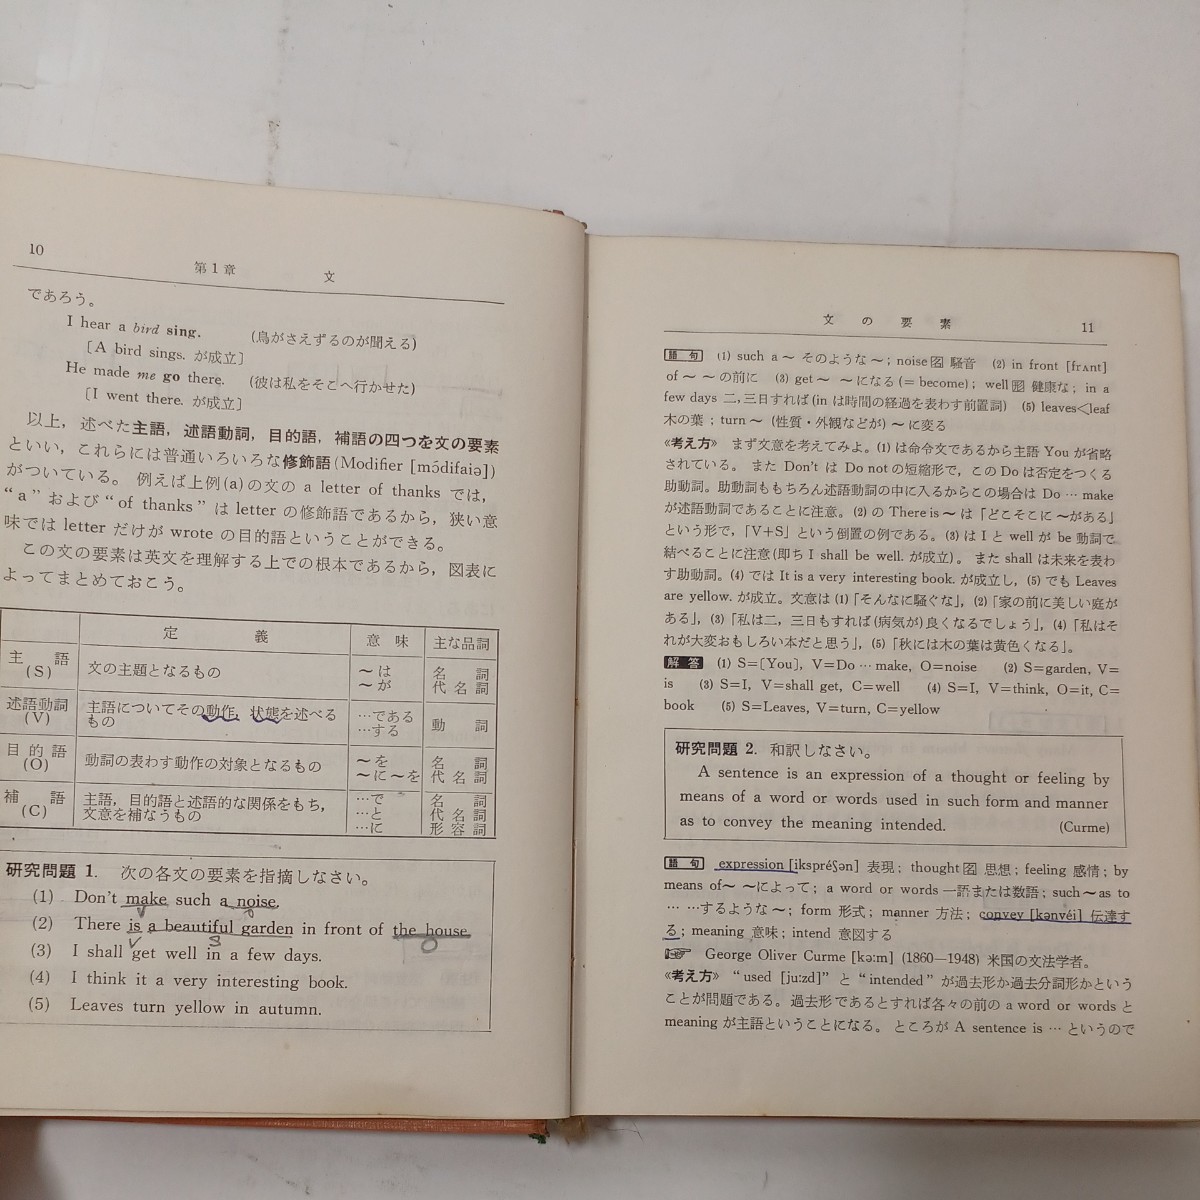 10
第1章　文
であろう。
I hear a bird sing.　(鳥がさえずるのが聞える)
[A bird sings. が成立]
He made me go there.　(彼は私をそこへ行かせた)
[I went there. が成立]
以上，述べた主語，述語動詞，目的語，補語の四つを文の要素
といい，これらには普通いろいろな修飾語(Modifier [mɔ́difaiə])
がついている。例えば上例(a)の文の a letter of thanks では，
“a” および “of thanks” は letter の修飾語であるから，狭い意
味では letter だけが wrote の目的語ということができる。
この文の要素は英文を理解する上での根本であるから，図表に
よってまとめておこう。
定　義　意　味　主な品詞
主　語 (S)　文の主題となるもの　〜は 〜が　名　詞 代名詞
述語動詞 (V)　主語についてその動作，状態を述べるもの　…である …する　動　詞
目的語 (O)　動詞の表わす動作の対象となるもの　〜を 〜に〜を　名　詞 代名詞
補　語 (C)　主語，目的語と述語的な関係をもち，文意を補なうもの　…で …と …に　名　詞 代名詞 形容詞
研究問題 1.　次の各文の要素を指摘しなさい。
(1)　Don't make such a noise.
V
(2)　There is a beautiful garden in front of the house.
V　S　O
(3)　I shall get well in a few days.
(4)　I think it a very interesting book.
(5)　Leaves turn yellow in autumn.
文の要素　11
語句　(1) such a〜 そのような〜; noise 图 騒音　(2) in front [frʌnt]
of〜 〜の前に　(3) get〜 〜になる(= become); well 形 健康な; in a
few days 二,三日すれば(in は時間の経過を表わす前置詞)　(5) leaves<leaf
木の葉; turn〜 (性質・外観などが)〜に変る
《考え方》　まず文意を考えてみよ。(1)は命令文であるから主語 You が省略
されている。また Don't は Do not の短縮形で，この Do は否定をつくる
助動詞。助動詞ももちろん述語動詞の中に入るからこの場合は Do … make
が述語動詞であることに注意。(2)の There is〜は「どこそこに〜がある」
という形で，「V+S」という倒置の例である。(3)は I と well が be 動詞で
結べることに注意(即ち I shall be well. が成立)。また shall は未来を表わ
す助動詞。(4)では It is a very interesting book. が成立し，(5)でも Leaves
are yellow. が成立。文意は(1)「そんなに騒ぐな」，(2)「家の前に美しい庭が
ある」，(3)「私は二，三日もすれば(病気が)良くなるでしょう」，(4)「私はそ
れが大変おもしろい本だと思う」，(5)「秋には木の葉は黄色くなる」。
解答　(1) S=[You], V=Do … make, O=noise　(2) S=garden, V=
is　(3) S=I, V=shall get, C=well　(4) S=I, V=think, O=it, C=
book　(5) S=Leaves, V=turn, C=yellow
研究問題 2.　和訳しなさい。
A sentence is an expression of a thought or feeling by
means of a word or words used in such form and manner
as to convey the meaning intended.　(Curme)
語句　expression [ikspréʃən] 表現; thought 图 思想; feeling 感情; by
means of〜 〜によって; a word or words 一語または数語; such〜as to
… …するような〜; form 形式; manner 方法; convey [kənvéi] 伝達す
る; meaning 意味; intend 意図する
☞　George Oliver Curme [kə:m] (1860—1948) 米国の文法学者。
《考え方》　“used [ju:zd]” と “intended” が過去形か過去分詞形かという
ことが問題である。過去形であるとすれば各々の前の a word or words と
meaning が主語ということになる。ところが A sentence is … というので